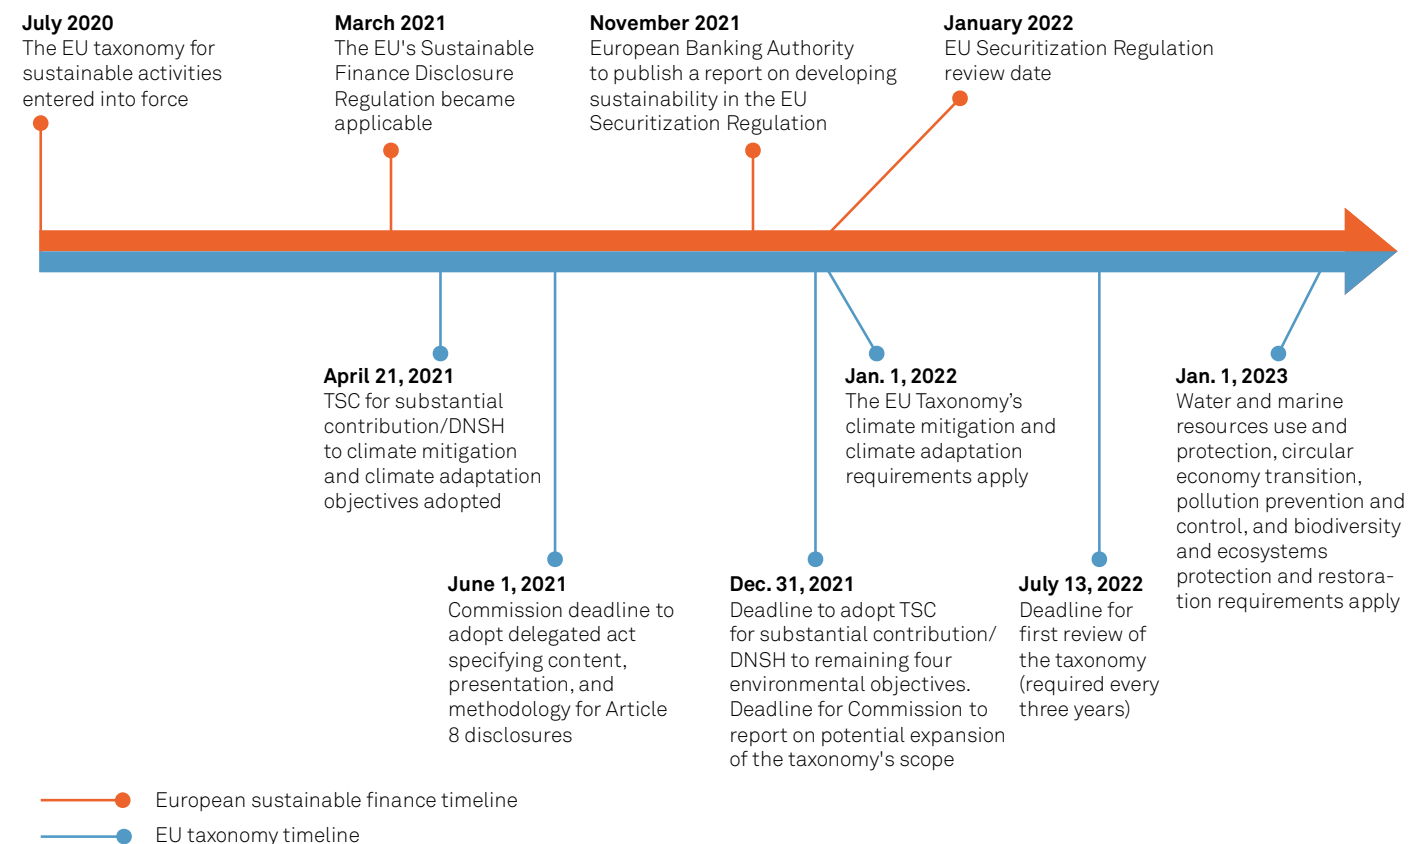 July 2020
The EU taxonomy for
sustainable activities
entered into force
March 2021
The EU's Sustainable
Finance Disclosure
Regulation became
applicable
November 2021
European Banking Authority
to publish a report on developing
sustainability in the EU
Securitization Regulation
January 2022
EU Securitization Regulation
review date
April 21, 2021
TSC for substantial
contribution/DNSH
to climate mitigation
and climate adaptation
objectives adopted
Jan. 1, 2022
The EU Taxonomy’s
climate mitigation and
climate adaptation
requirements apply
Jan. 1, 2023
Water and marine
resources use and
protection, circular
economy transition,
pollution prevention and
control, and biodiversity
and ecosystems
protection and restora-
tion requirements apply
June 1, 2021
Commission deadline to
adopt delegated act
specifying content,
presentation, and
methodology for Article
8 disclosures
Dec. 31, 2021
Deadline to adopt TSC
for substantial contribution/
DNSH to remaining four
environmental objectives.
Deadline for Commission to
report on potential expansion
of the taxonomy's scope
July 13, 2022
Deadline for
first review of
the taxonomy
(required every
three years)
European sustainable finance timeline
EU taxonomy timeline